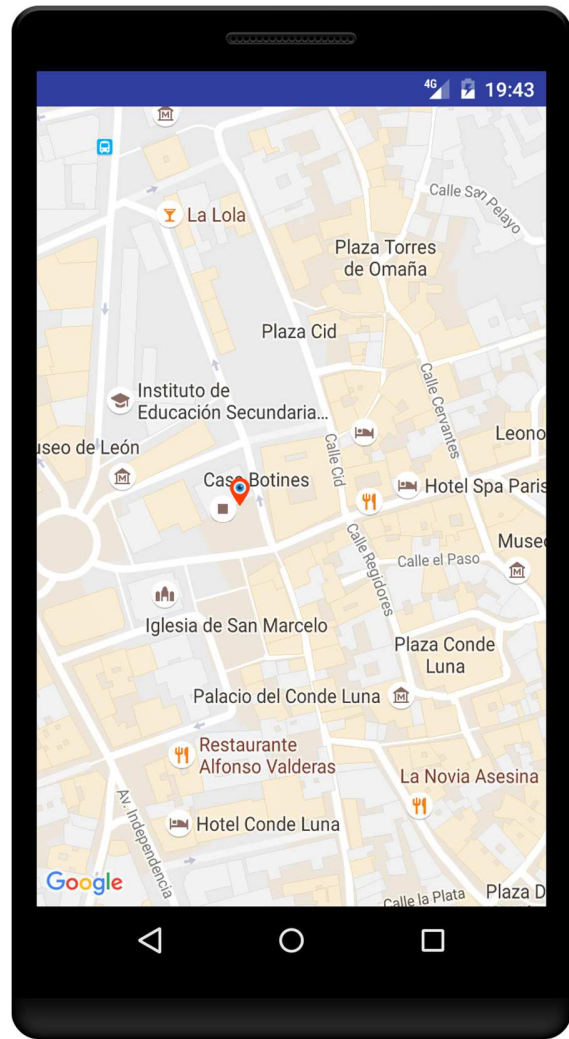 4G 19:43
Calle San Pelayo
La Lola
Plaza Torres
de Omaña
Plaza Cid
Calle Cervantes
Instituto de
Educación Secundaria...
useo de León
Calle Cid
Leono
Casa Botines
Hotel Spa Paris
Calle Regidores
Museo
Calle el Paso
Iglesia de San Marcelo
Plaza Conde
Luna
Palacio del Conde Luna
Restaurante
Alfonso Valderas
La Novia Asesina
Av. Independencia
Hotel Conde Luna
Google
Calle la Plata
Plaza D